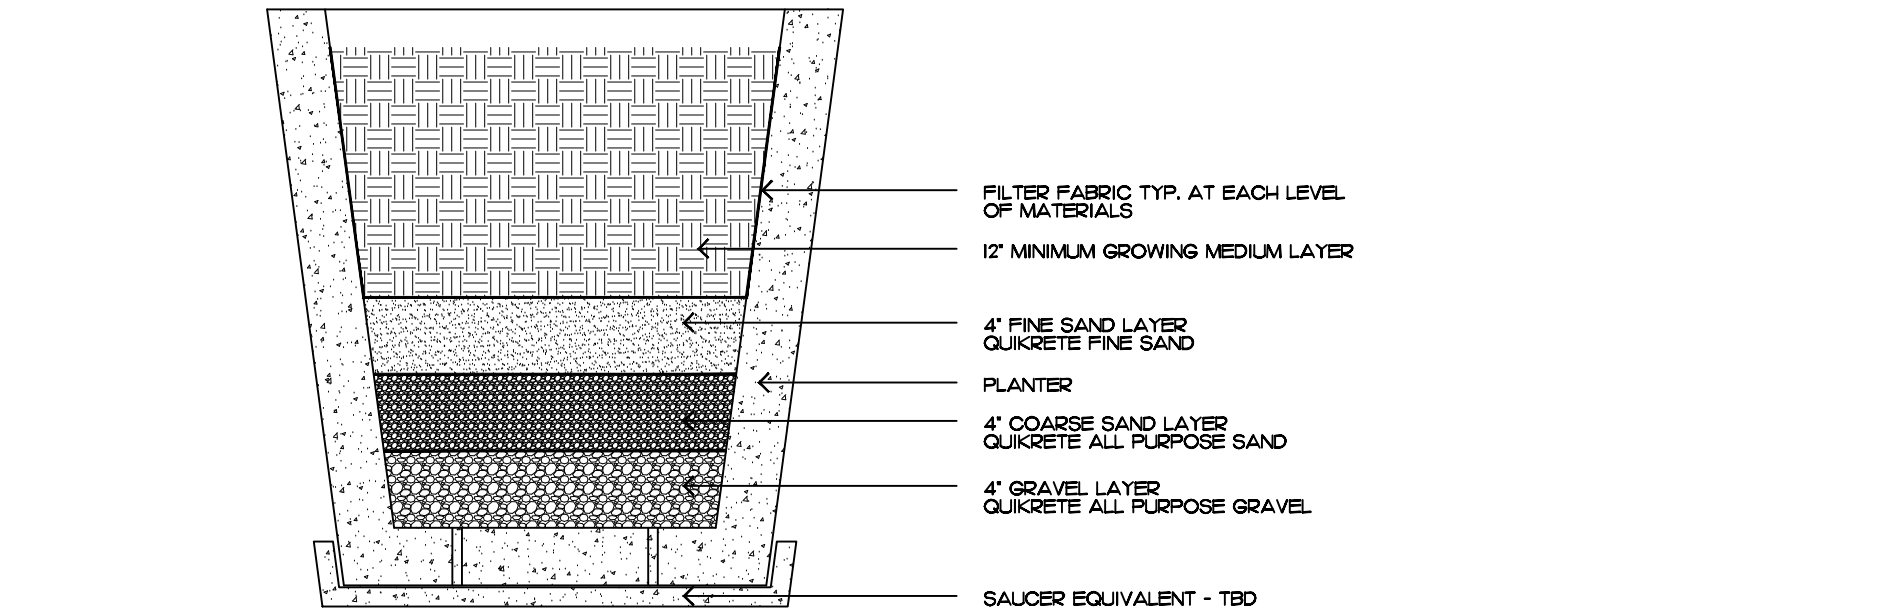 FILTER FABRIC TYP. AT EACH LEVEL
OF MATERIALS
12" MINIMUM GROWING MEDIUM LAYER
4" FINE SAND LAYER
QUIKRETE FINE SAND
PLANTER
4" COARSE SAND LAYER
QUIKRETE ALL PURPOSE SAND
4" GRAVEL LAYER
QUIKRETE ALL PURPOSE GRAVEL
SAUCER EQUIVALENT - TBD